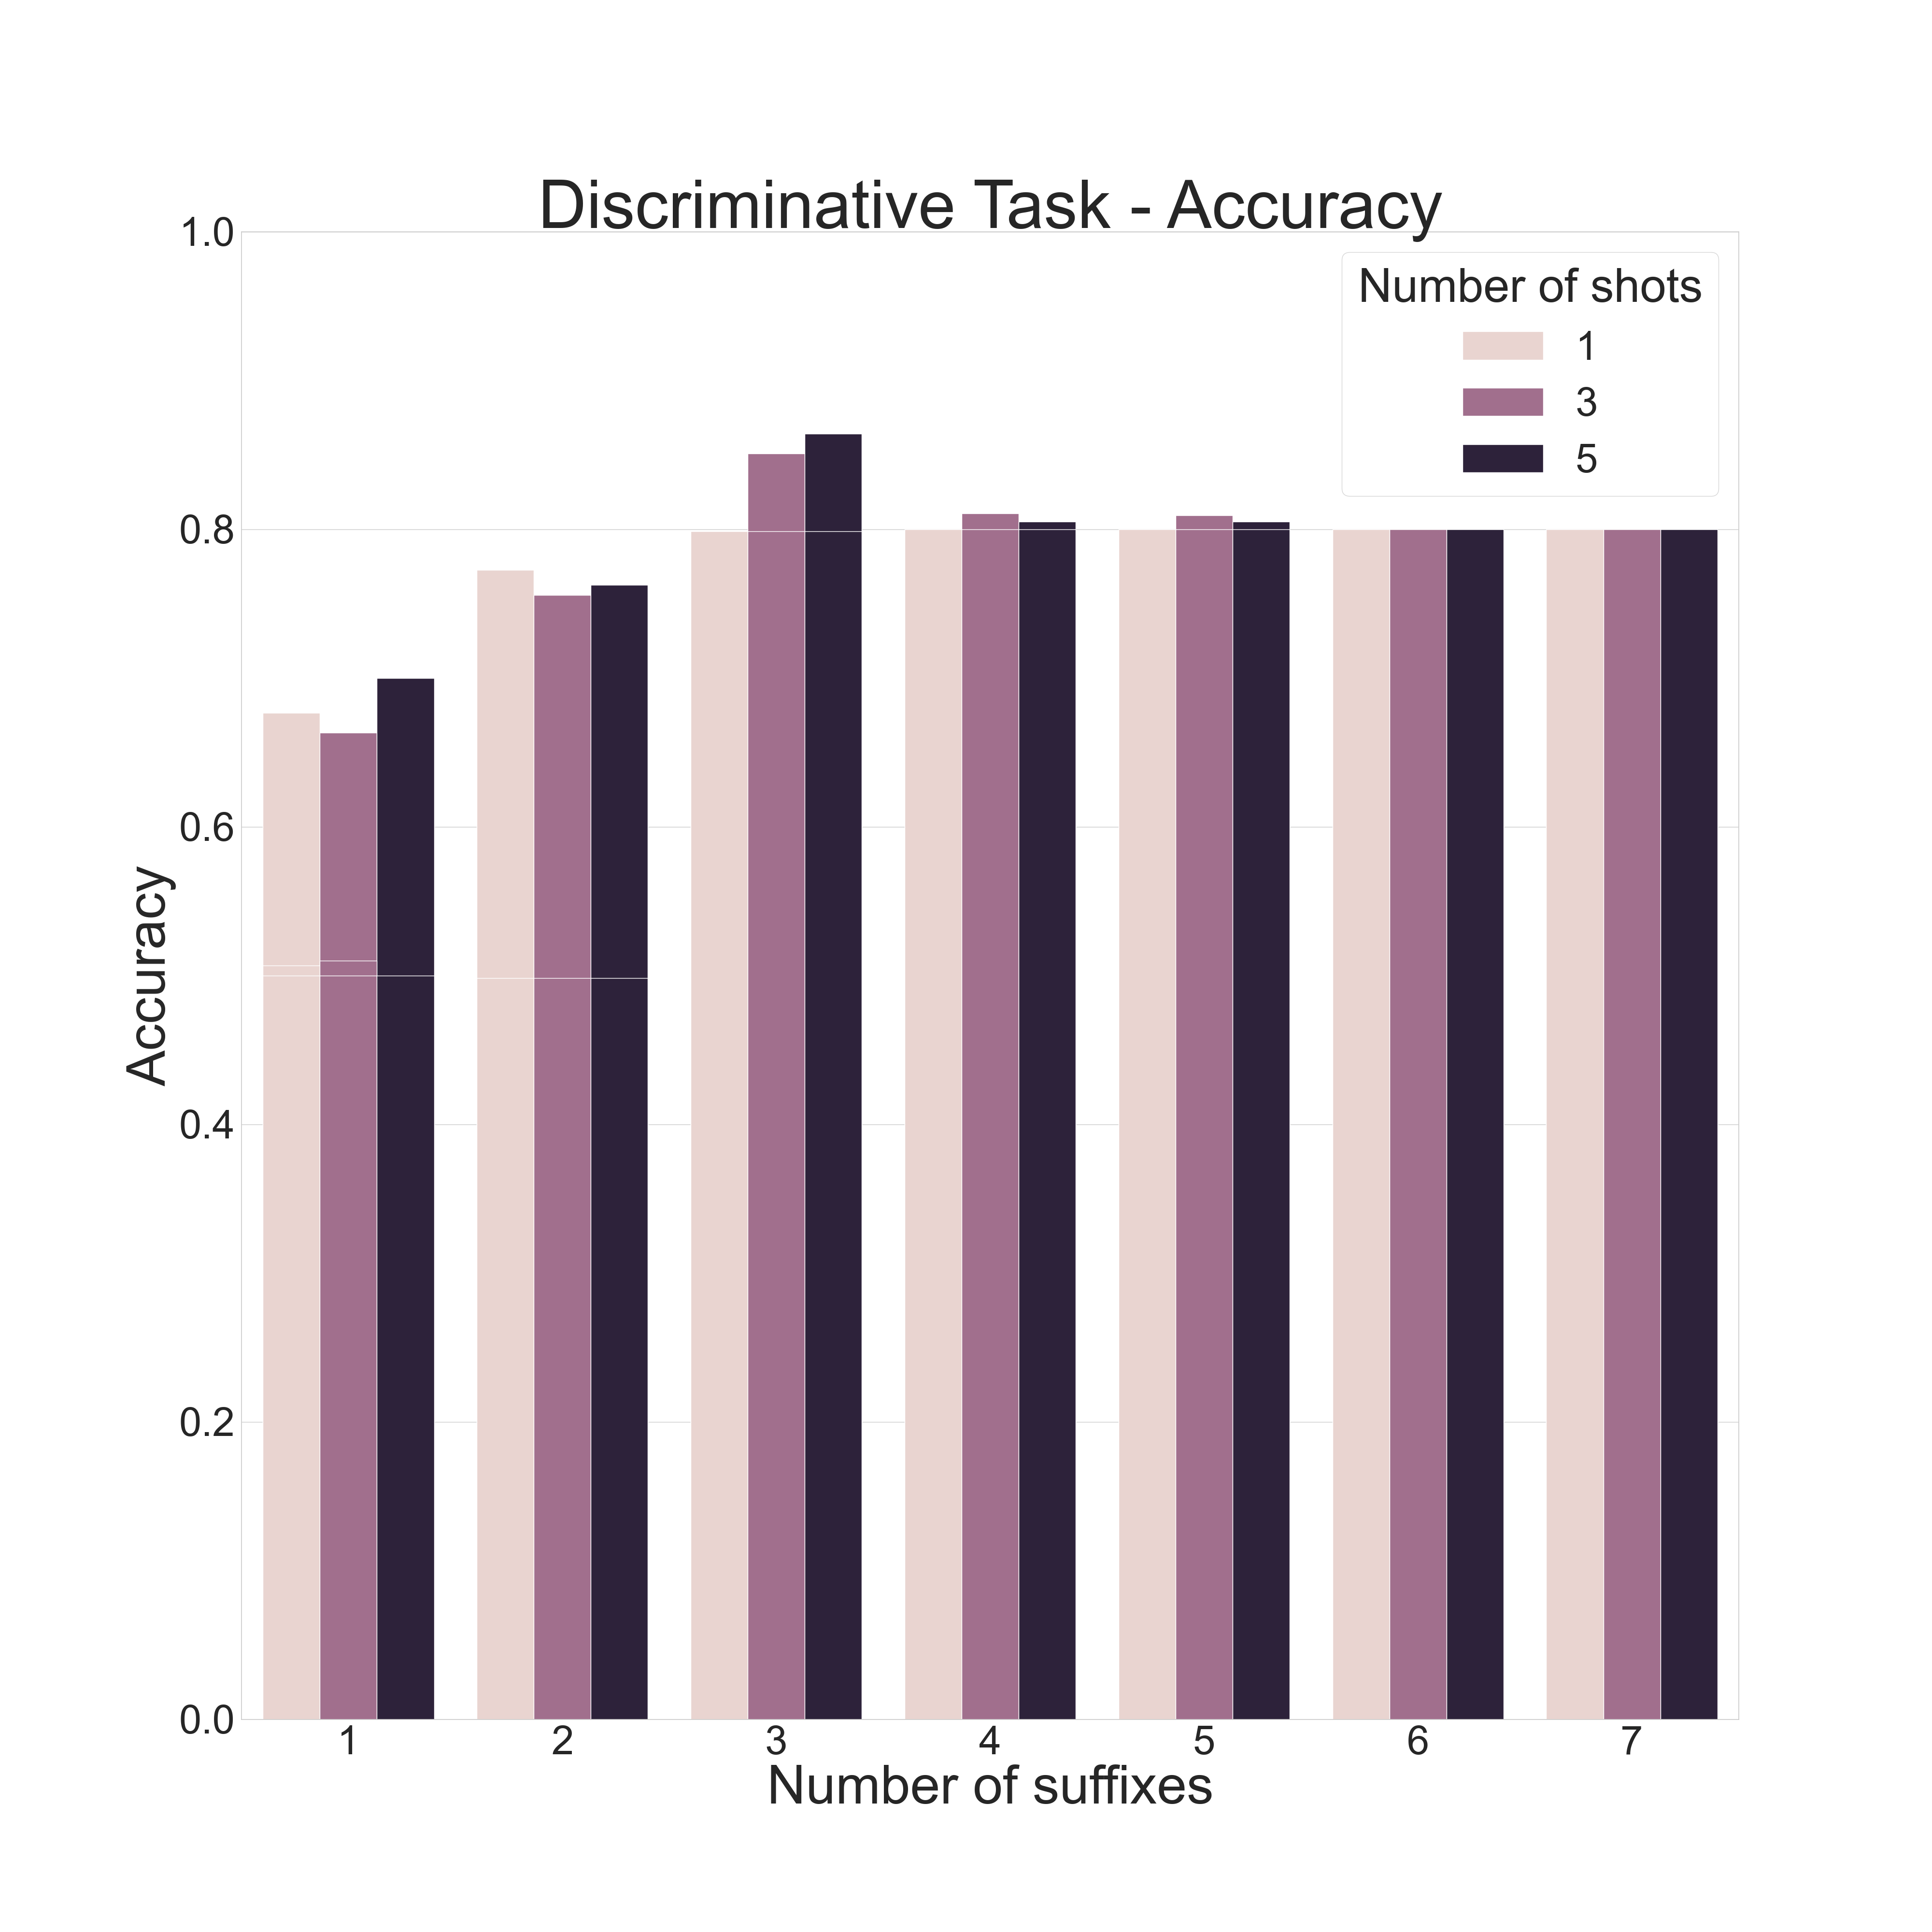 Discriminative Task - Accuracy
Number of shots
1
3
5
Accuracy
1.0
0.8
0.6
0.4
0.2
0.0
1 2 3 4 5 6 7
Number of suffixes